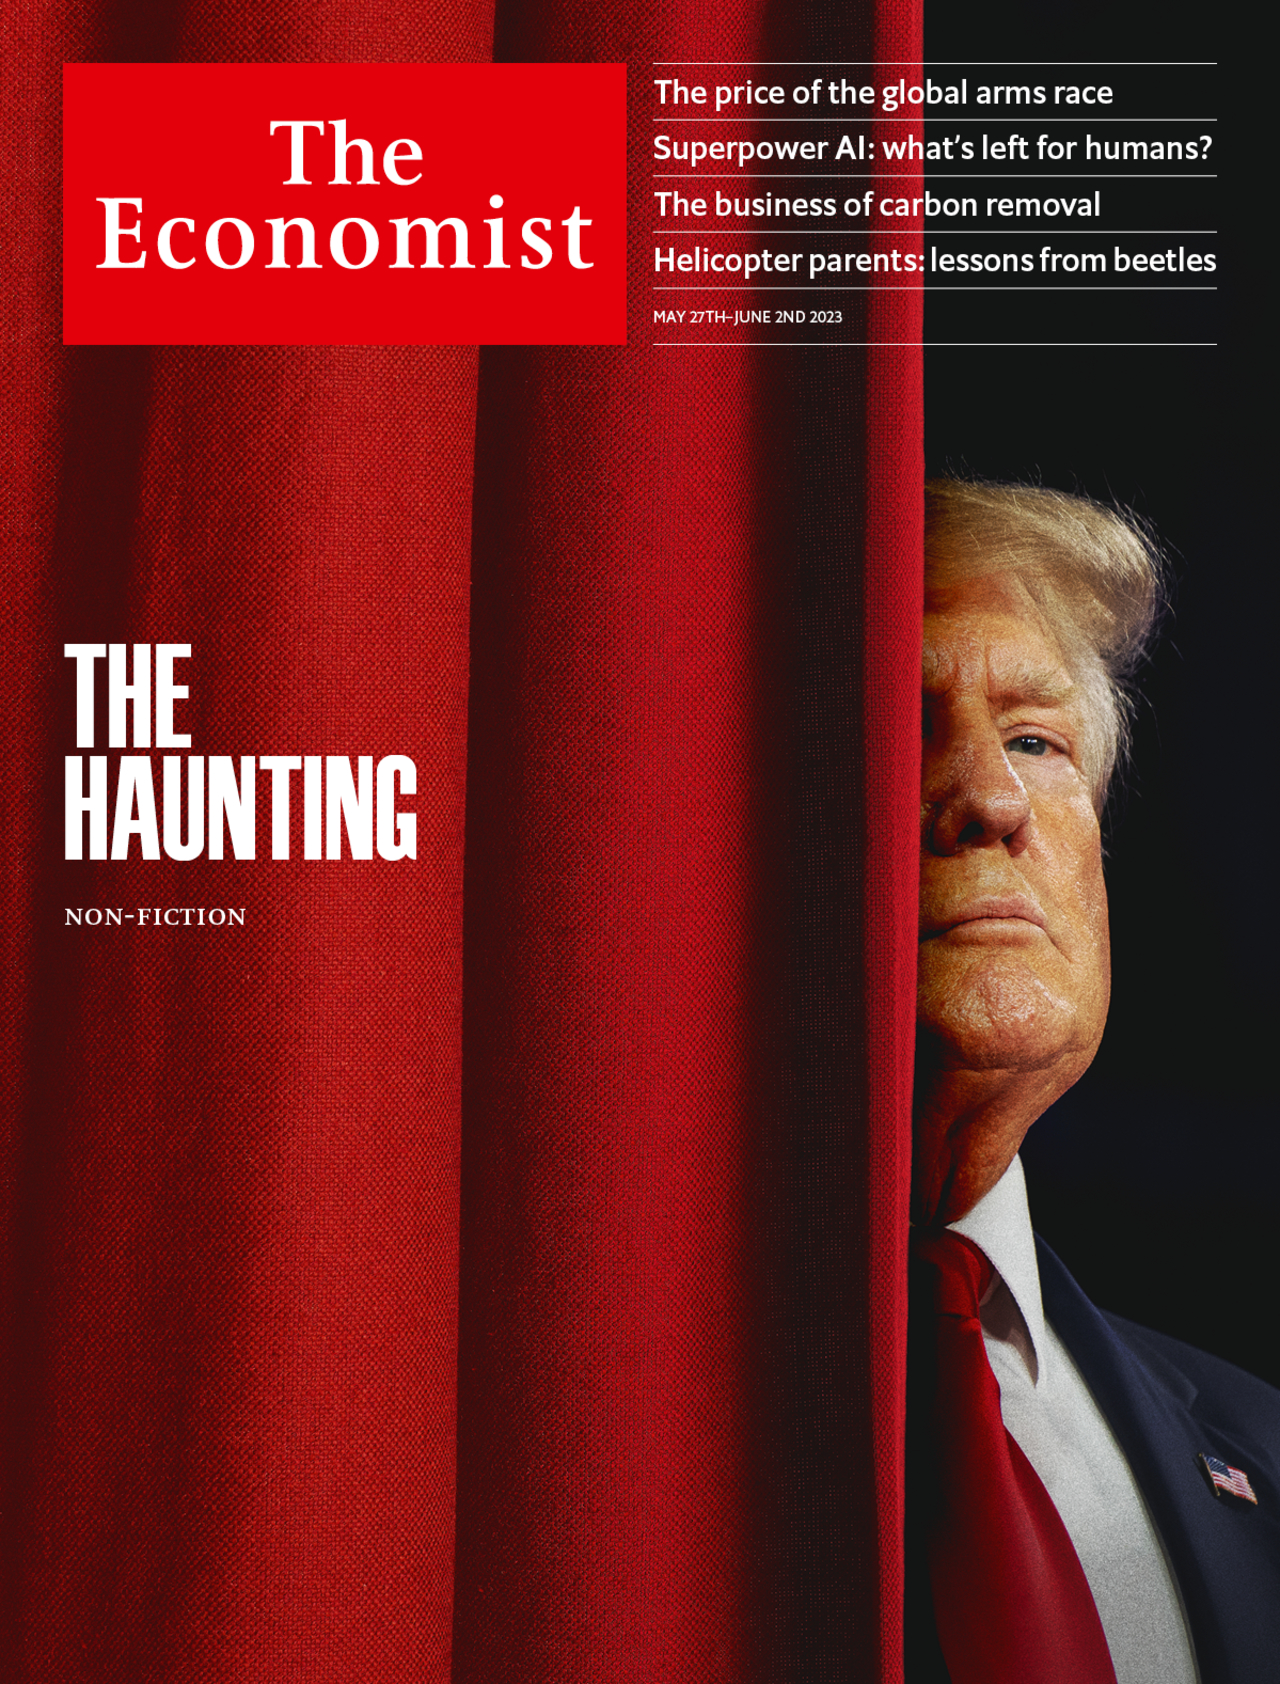 The
Economist
The price of the global arms race
Superpower AI: what's left for humans?
The business of carbon removal
Helicopter parents: lessons from beetles
MAY 27TH–JUNE 2ND 2023
THE
HAUNTING
NON-FICTION